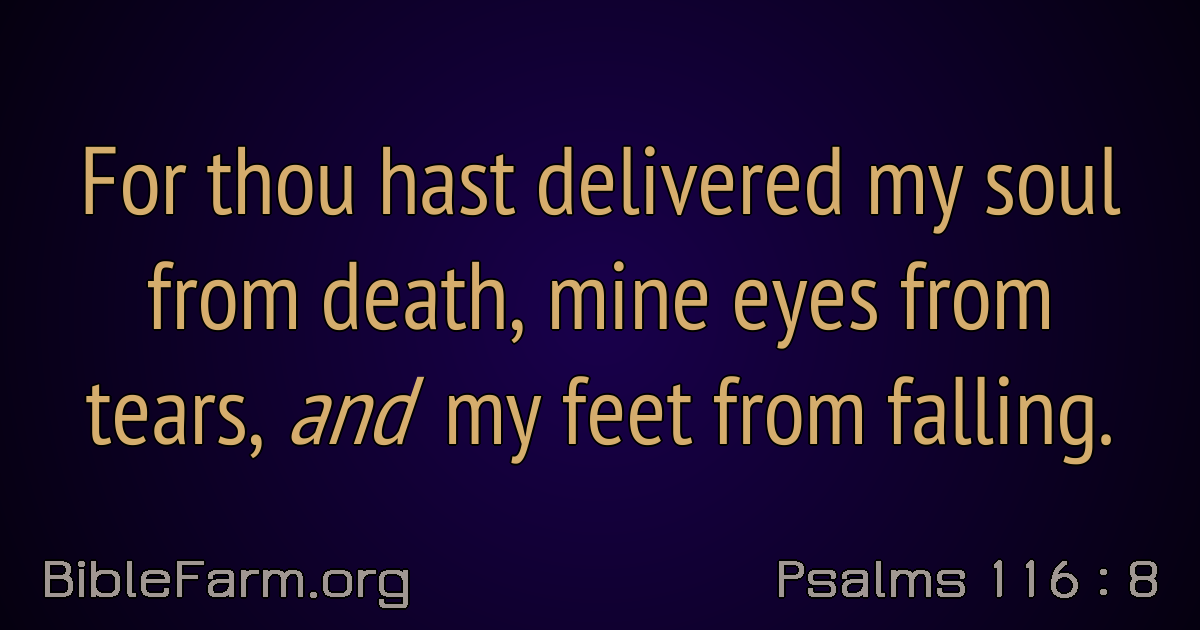 For thou hast delivered my soul
from death, mine eyes from
tears, and my feet from falling.
BibleFarm.org
Psalms 116 : 8